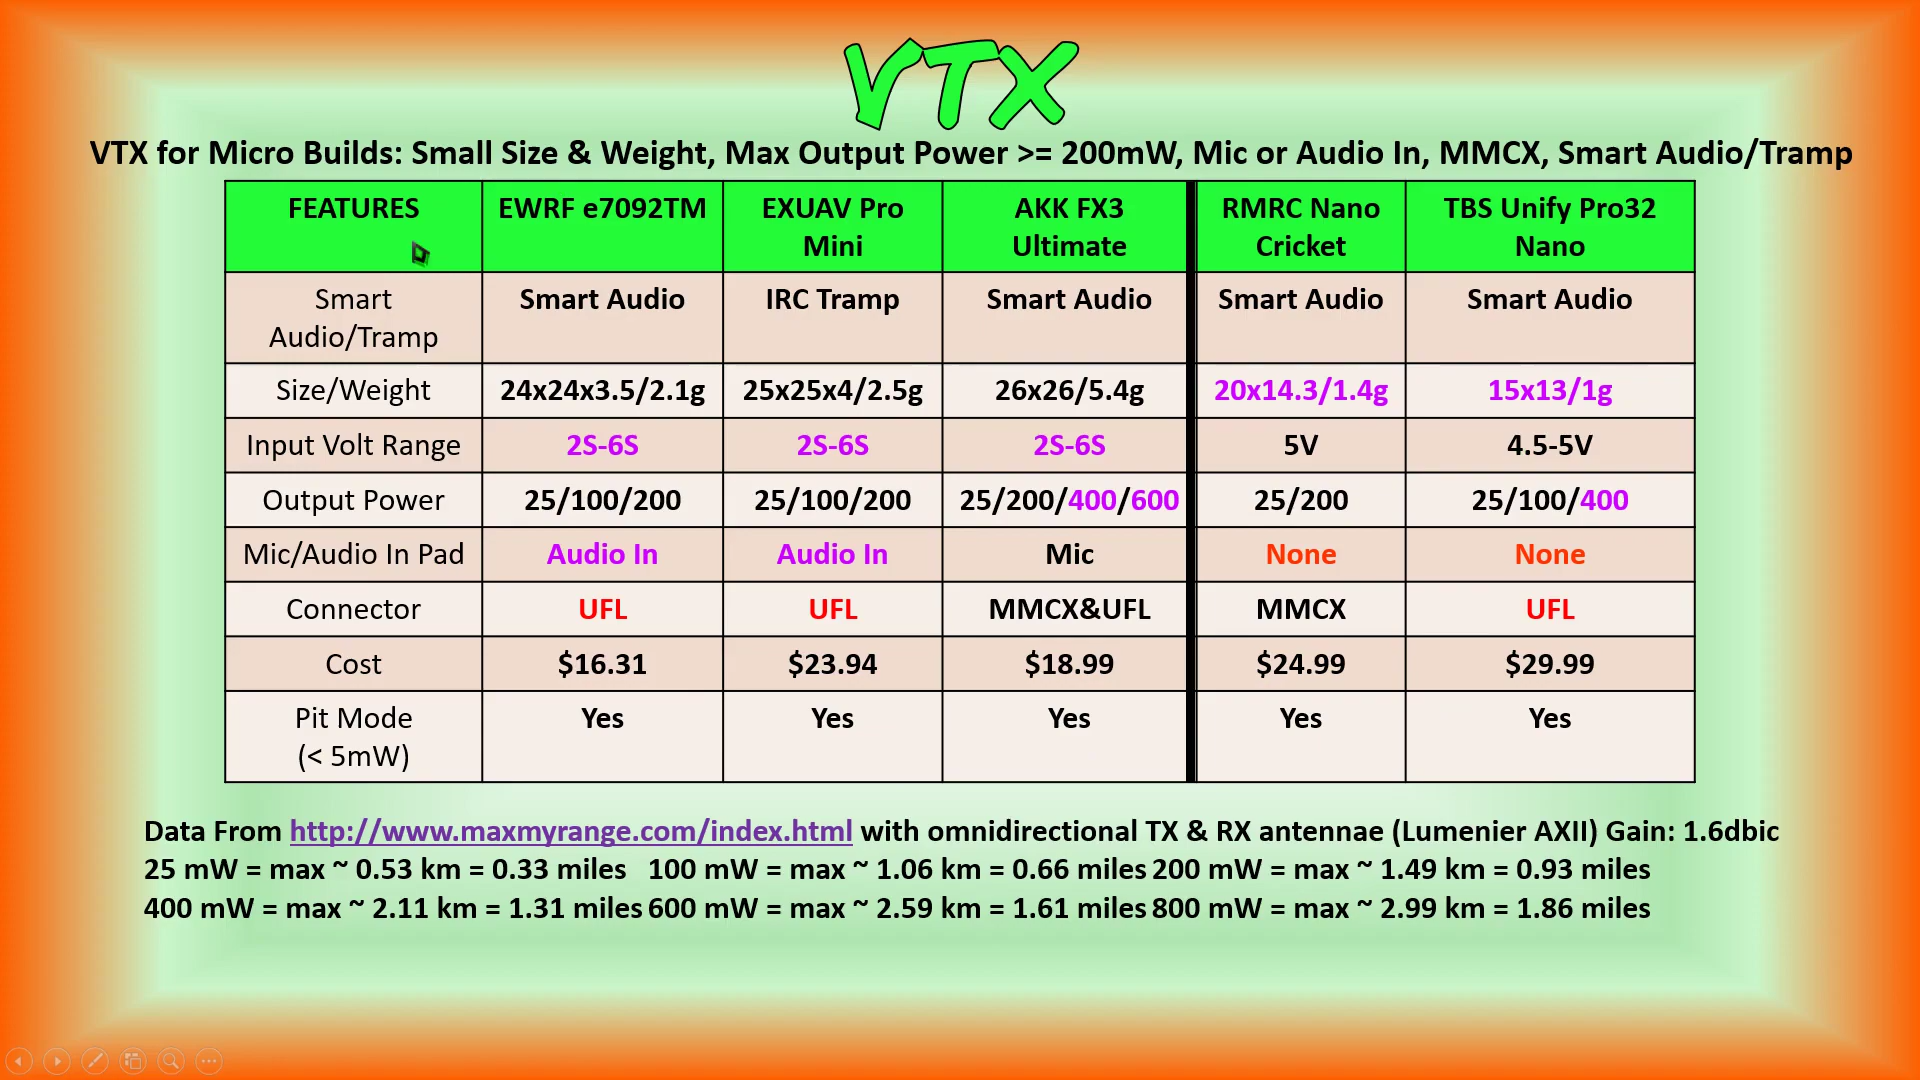 VTX
VTX for Micro Builds: Small Size & Weight, Max Output Power >= 200mW, Mic or Audio In, MMCX, Smart Audio/Tramp
FEATURES EWRF e7092TM EXUAV Pro Mini AKK FX3 Ultimate RMRC Nano Cricket TBS Unify Pro32 Nano
Smart Audio/Tramp Smart Audio IRC Tramp Smart Audio Smart Audio Smart Audio
Size/Weight 24x24x3.5/2.1g 25x25x4/2.5g 26x26/5.4g 20x14.3/1.4g 15x13/1g
Input Volt Range 2S-6S 2S-6S 2S-6S 5V 4.5-5V
Output Power 25/100/200 25/100/200 25/200/400/600 25/200 25/100/400
Mic/Audio In Pad Audio In Audio In Mic None None
Connector UFL UFL MMCX&UFL MMCX UFL
Cost $16.31 $23.94 $18.99 $24.99 $29.99
Pit Mode (< 5mW) Yes Yes Yes Yes Yes
Data From http://www.maxmyrange.com/index.html with omnidirectional TX & RX antennae (Lumenier AXII) Gain: 1.6dbic
25 mW = max ~ 0.53 km = 0.33 miles 100 mW = max ~ 1.06 km = 0.66 miles 200 mW = max ~ 1.49 km = 0.93 miles
400 mW = max ~ 2.11 km = 1.31 miles 600 mW = max ~ 2.59 km = 1.61 miles 800 mW = max ~ 2.99 km = 1.86 miles